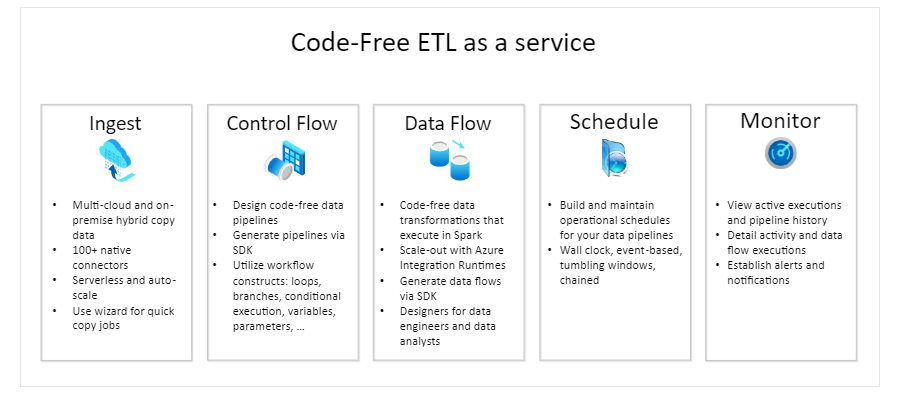 Code-Free ETL as a service
Ingest
• Multi-cloud and on-
premise hybrid copy
data
• 100+ native
connectors
• Serverless and auto-
scale
• Use wizard for quick
copy jobs
Control Flow
• Design code-free data
pipelines
• Generate pipelines via
SDK
• Utilize workflow
constructs: loops,
branches, conditional
execution, variables,
parameters, ...
Data Flow
• Code-free data
transformations that
execute in Spark
• Scale-out with Azure
Integration Runtimes
• Generate data flows
via SDK
• Designers for data
engineers and data
analysts
Schedule
• Build and maintain
operational schedules
for your data pipelines
• Wall clock, event-based,
tumbling windows,
chained
Monitor
• View active executions
and pipeline history
• Detail activity and data
flow executions
• Establish alerts and
notifications